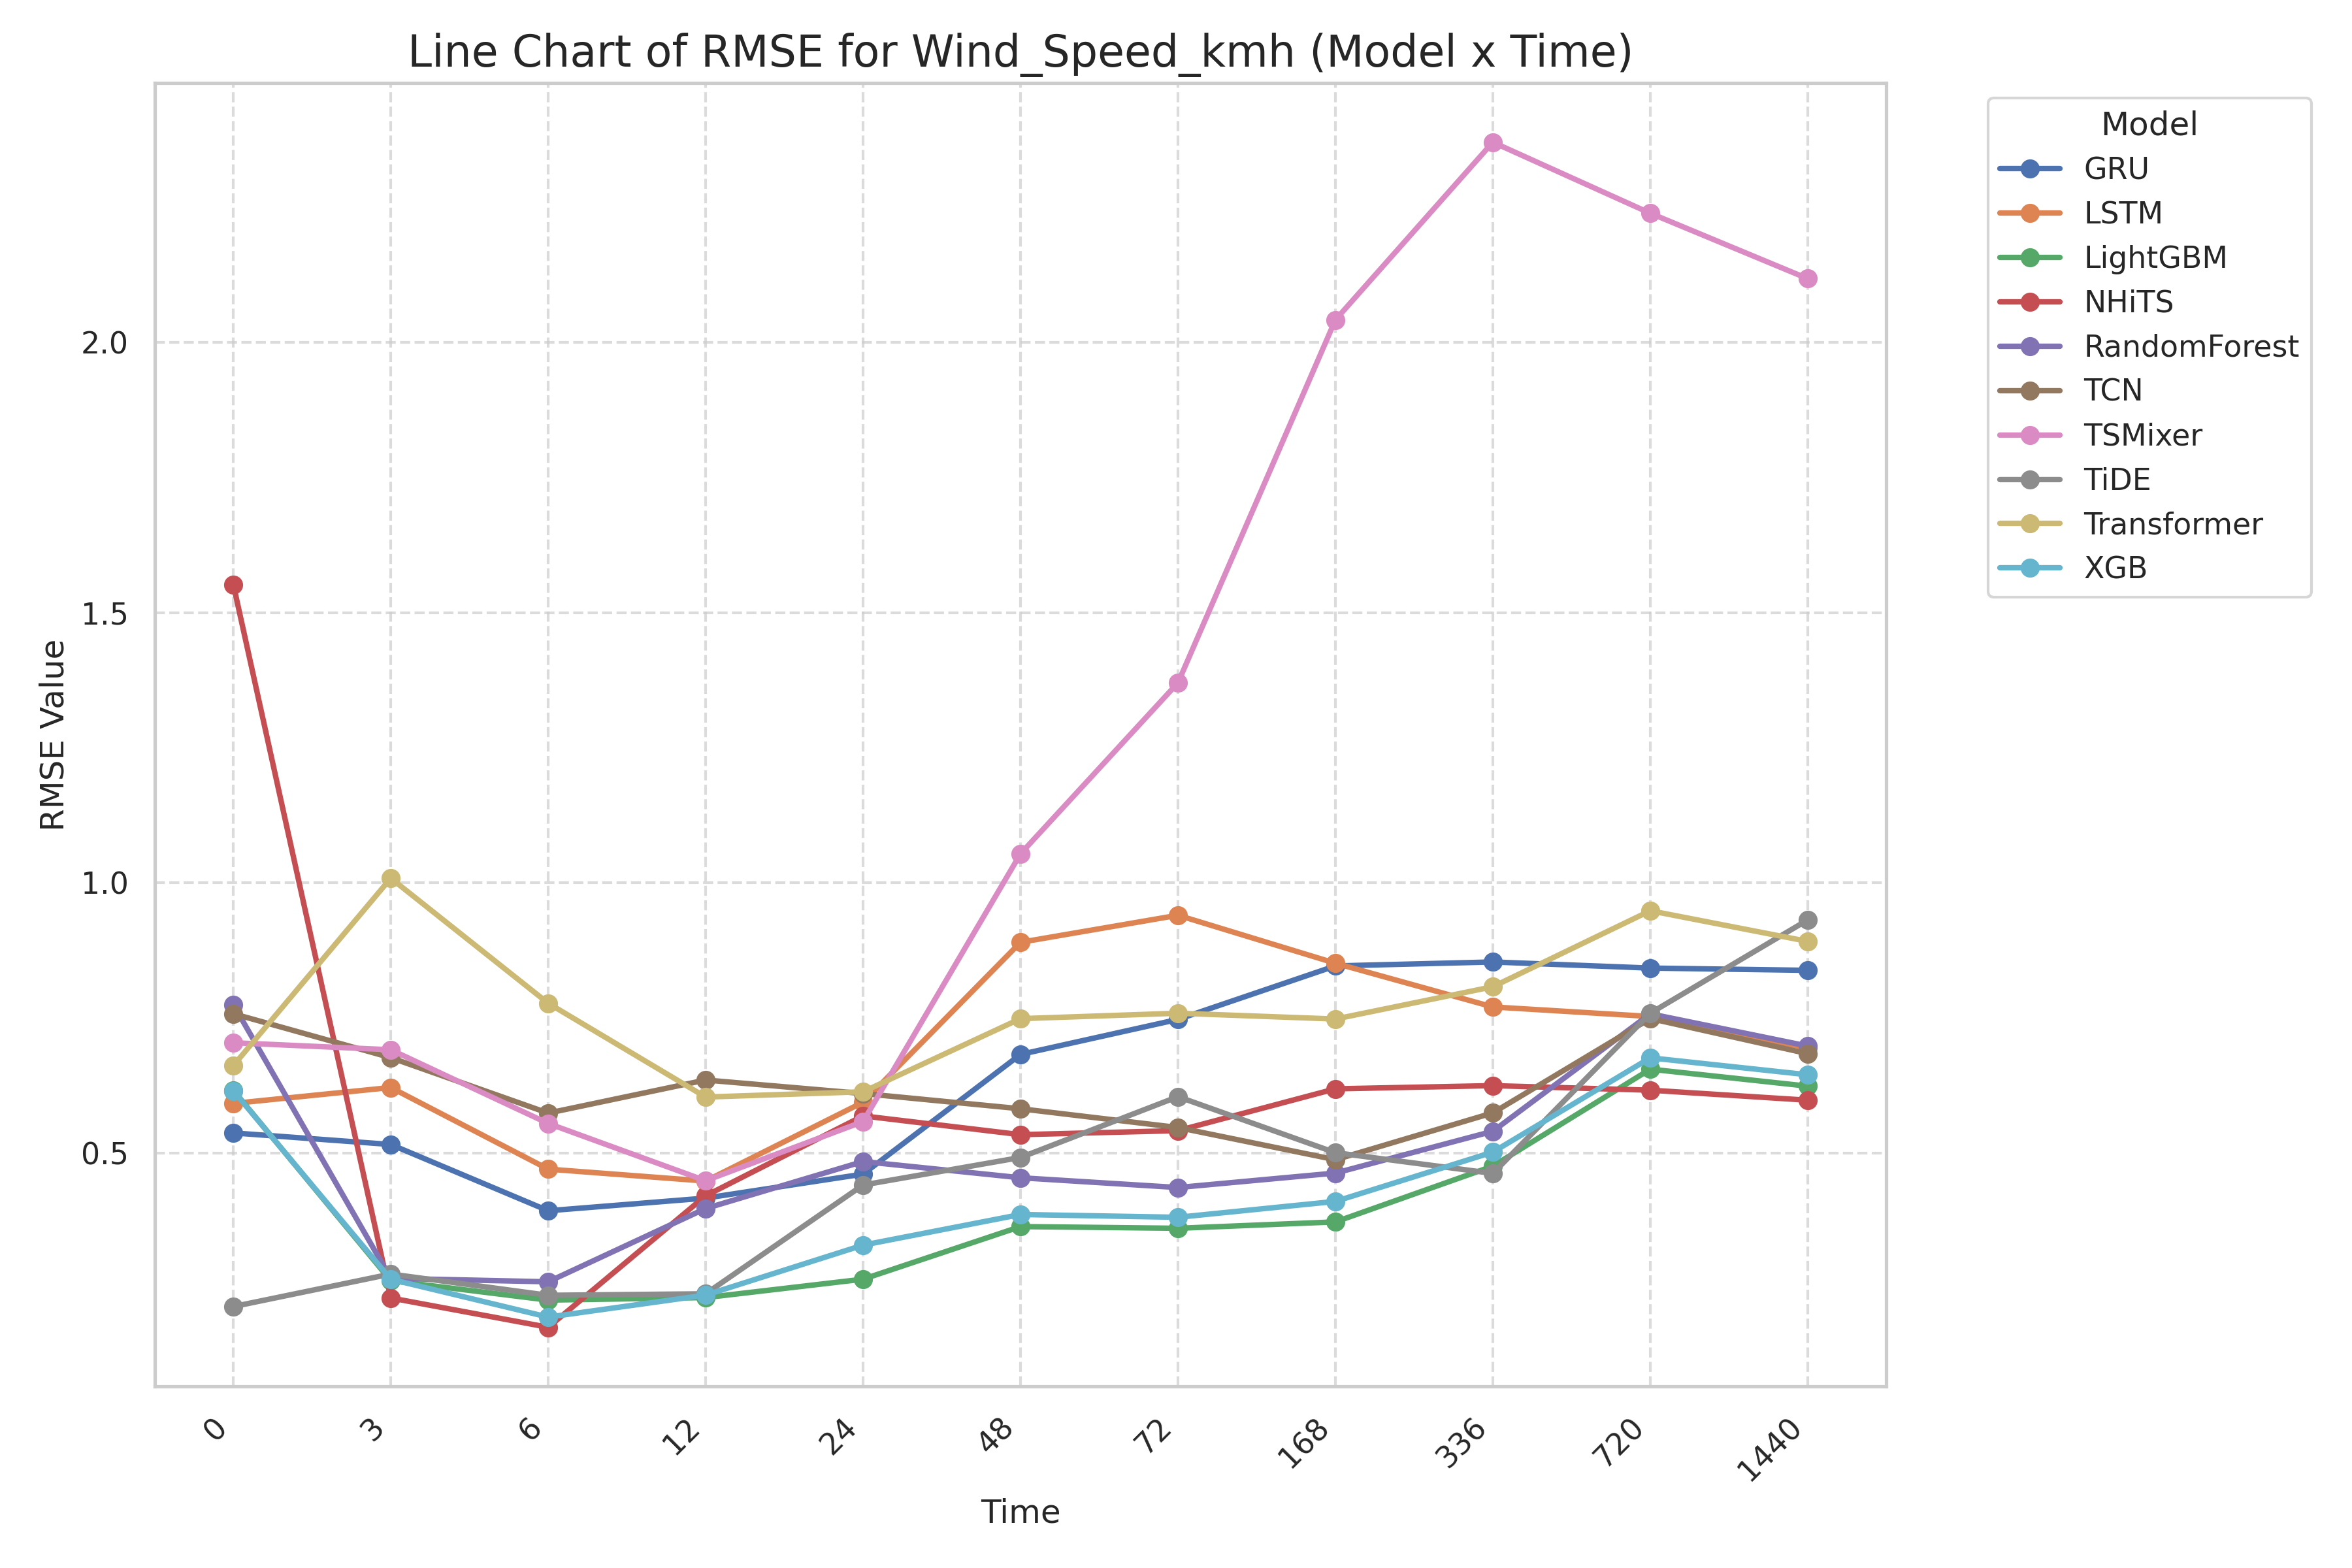 Line Chart of RMSE for Wind_Speed_kmh (Model x Time)
Model
GRU
LSTM
LightGBM
NHiTS
RandomForest
TCN
TSMixer
TiDE
Transformer
XGB
RMSE Value
2.0
1.5
1.0
0.5
0 3 6 12 24 48 72 168 336 720 1440
Time